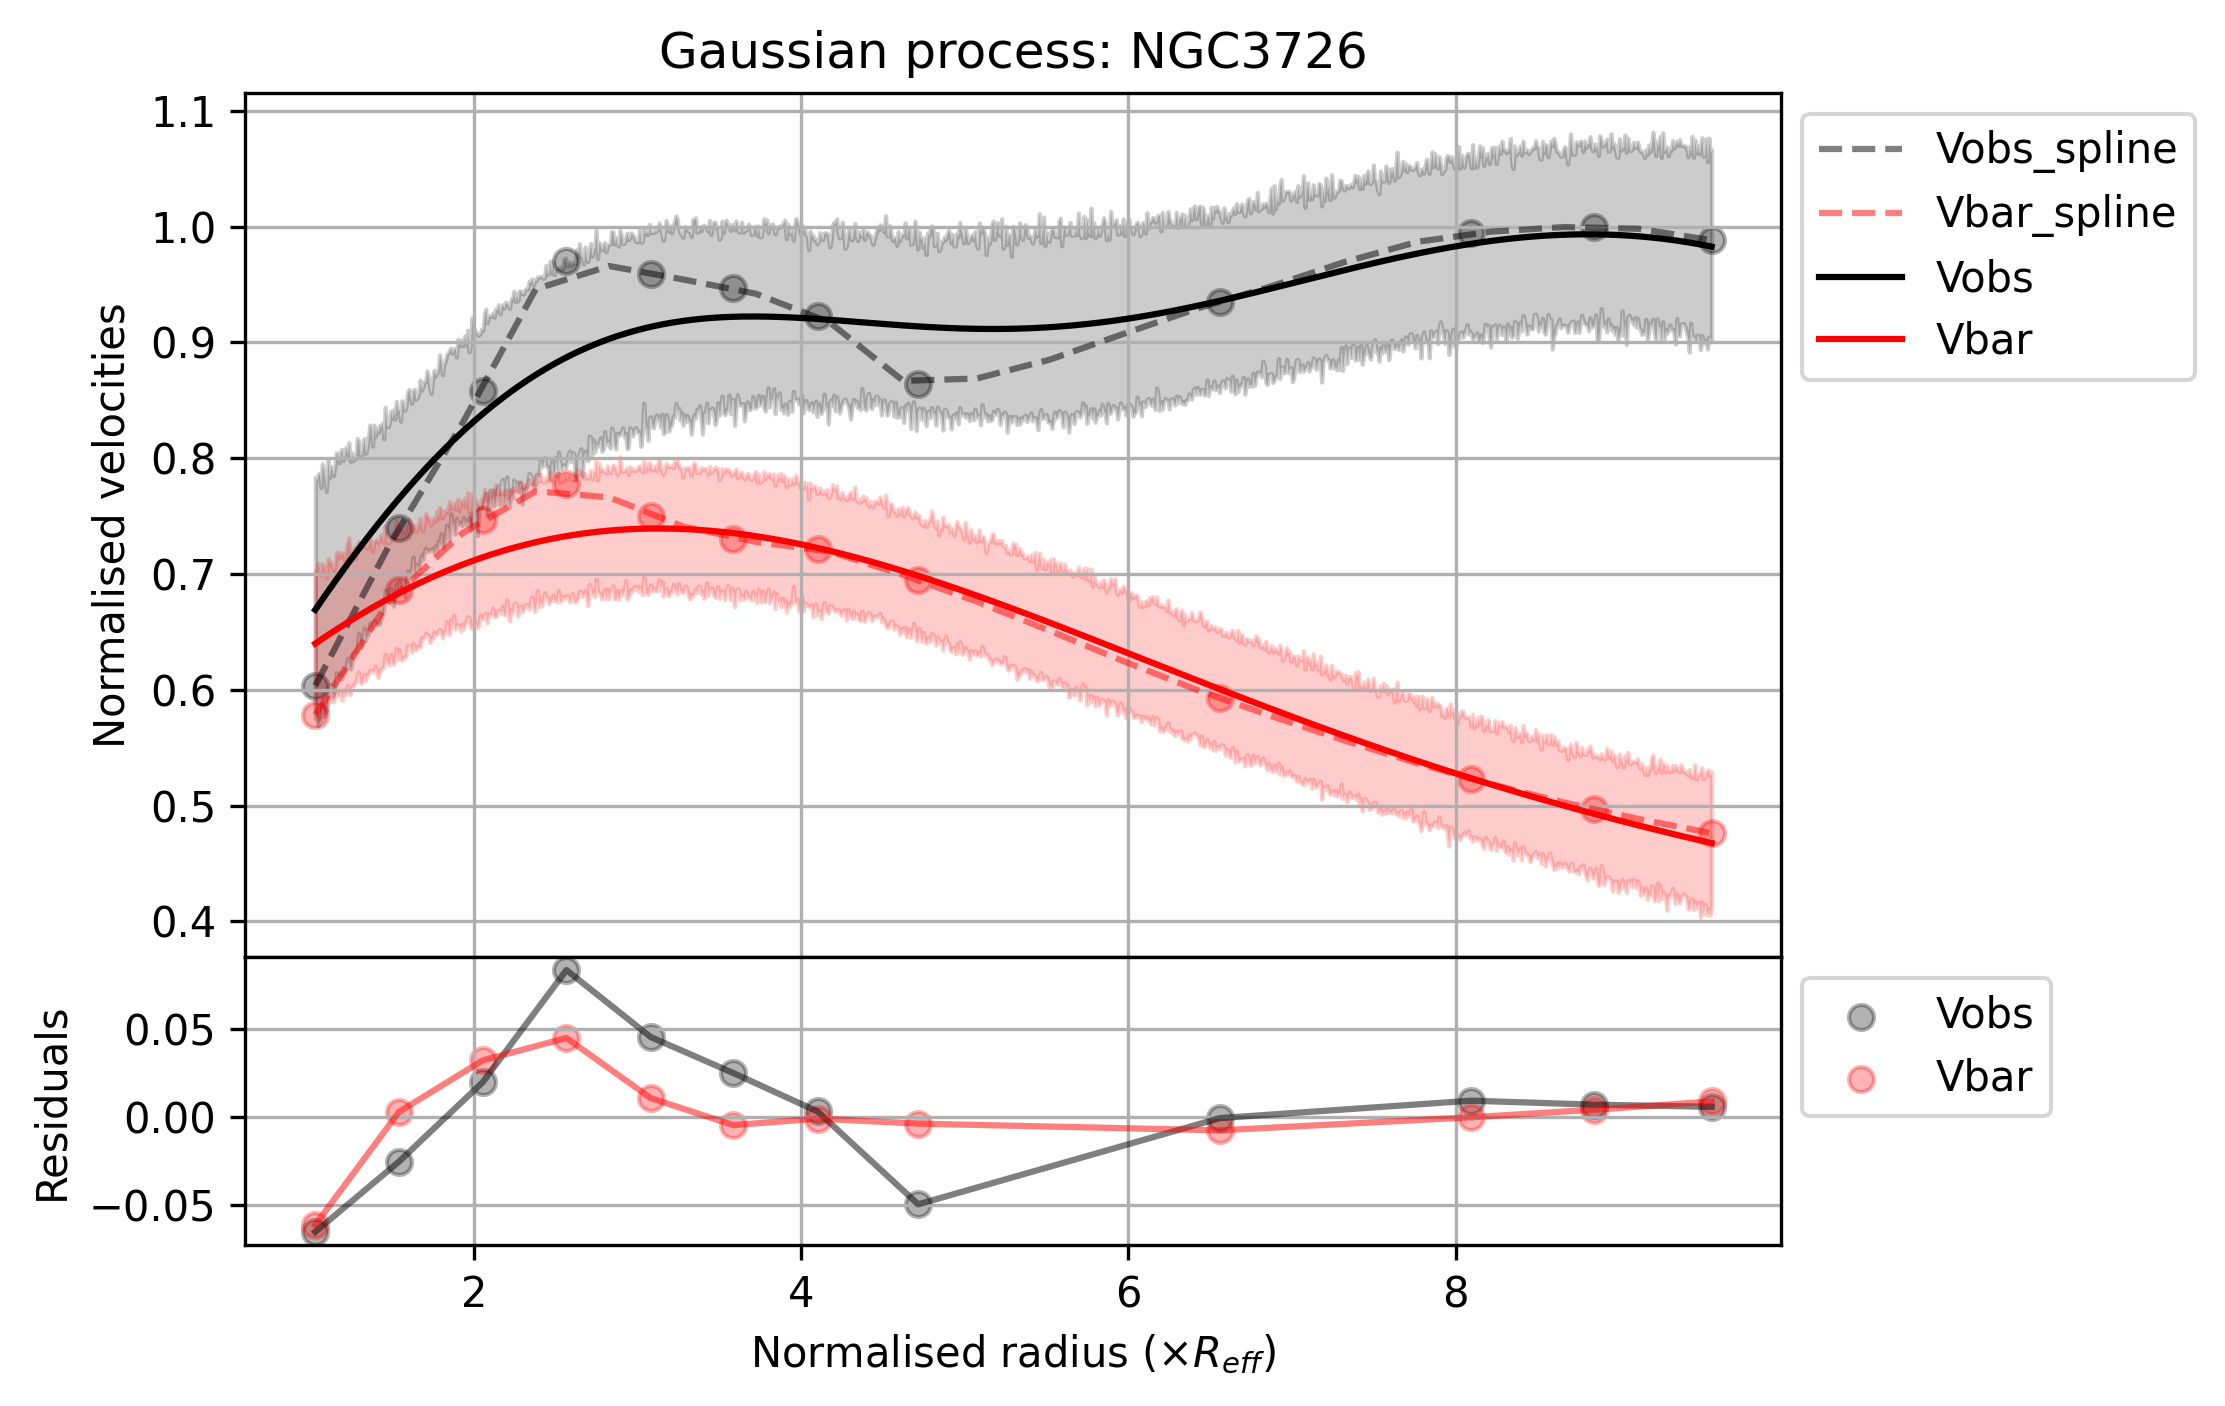 Gaussian process: NGC3726
Normalised velocities
1.1
1.0
0.9
0.8
0.7
0.6
0.5
0.4
Vobs_spline
Vbar_spline
Vobs
Vbar
Residuals
0.05
0.00
−0.05
Vobs
Vbar
2 4 6 8
Normalised radius (×R_eff)